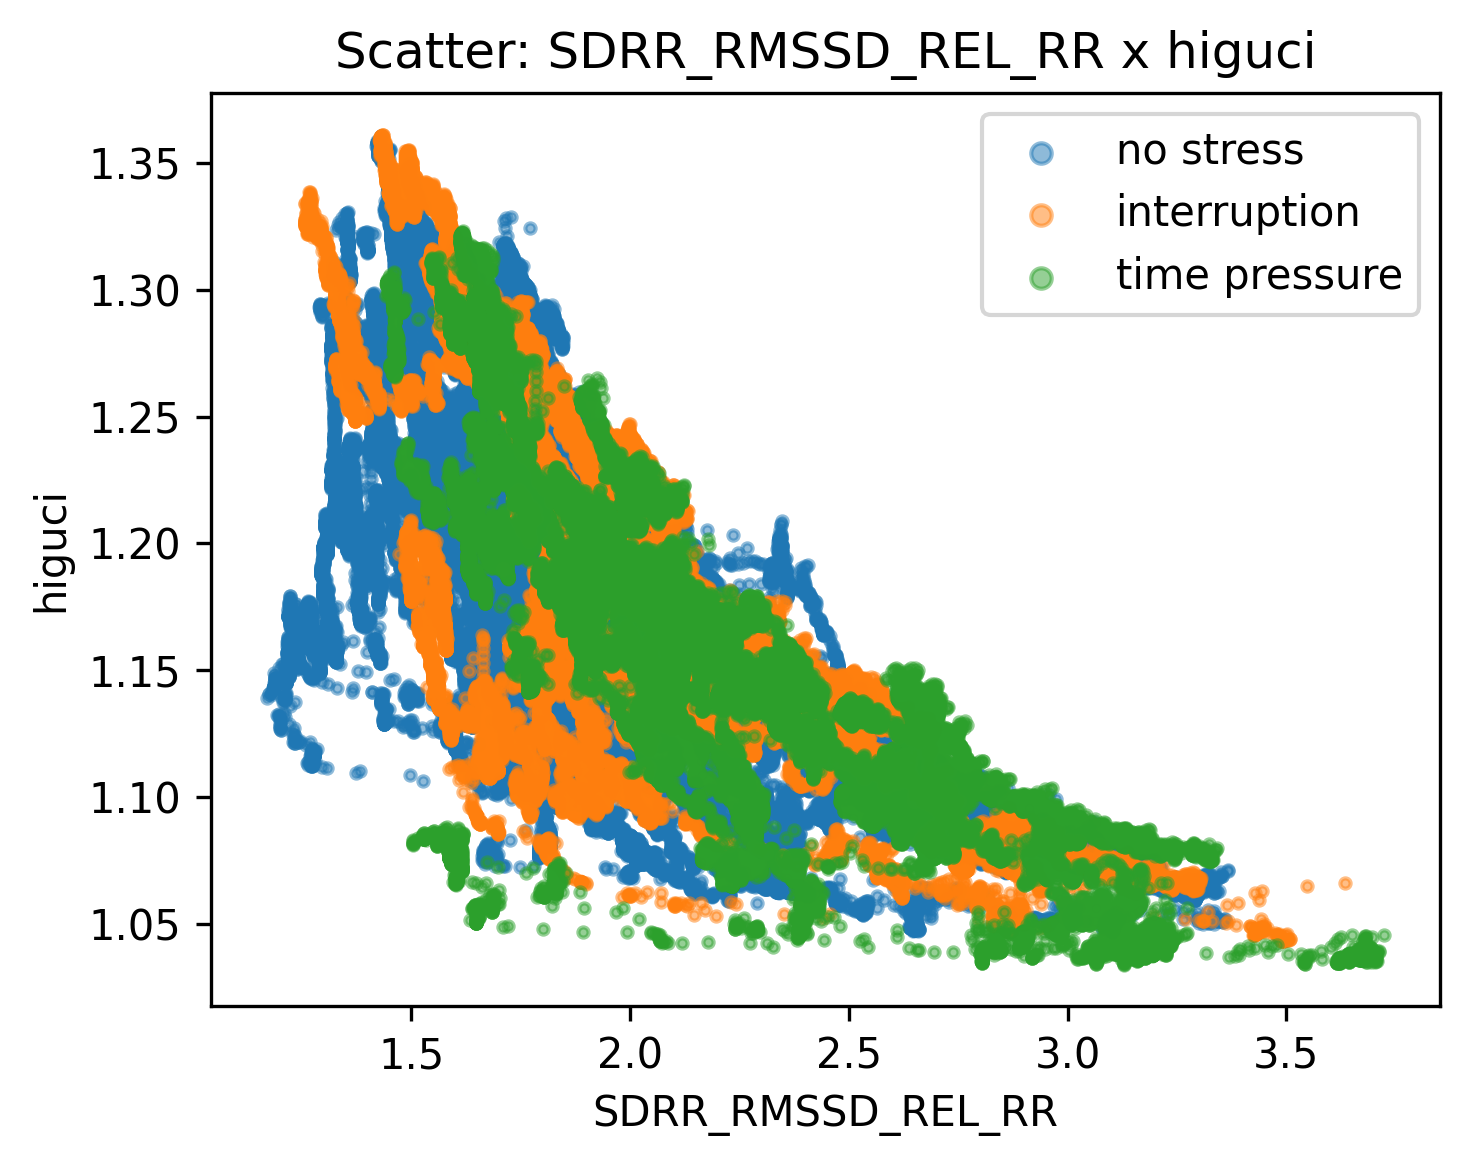 Scatter: SDRR_RMSSD_REL_RR x higuci
no stress
interruption
time pressure
higuci
1.35
1.30
1.25
1.20
1.15
1.10
1.05
1.5 2.0 2.5 3.0 3.5
SDRR_RMSSD_REL_RR